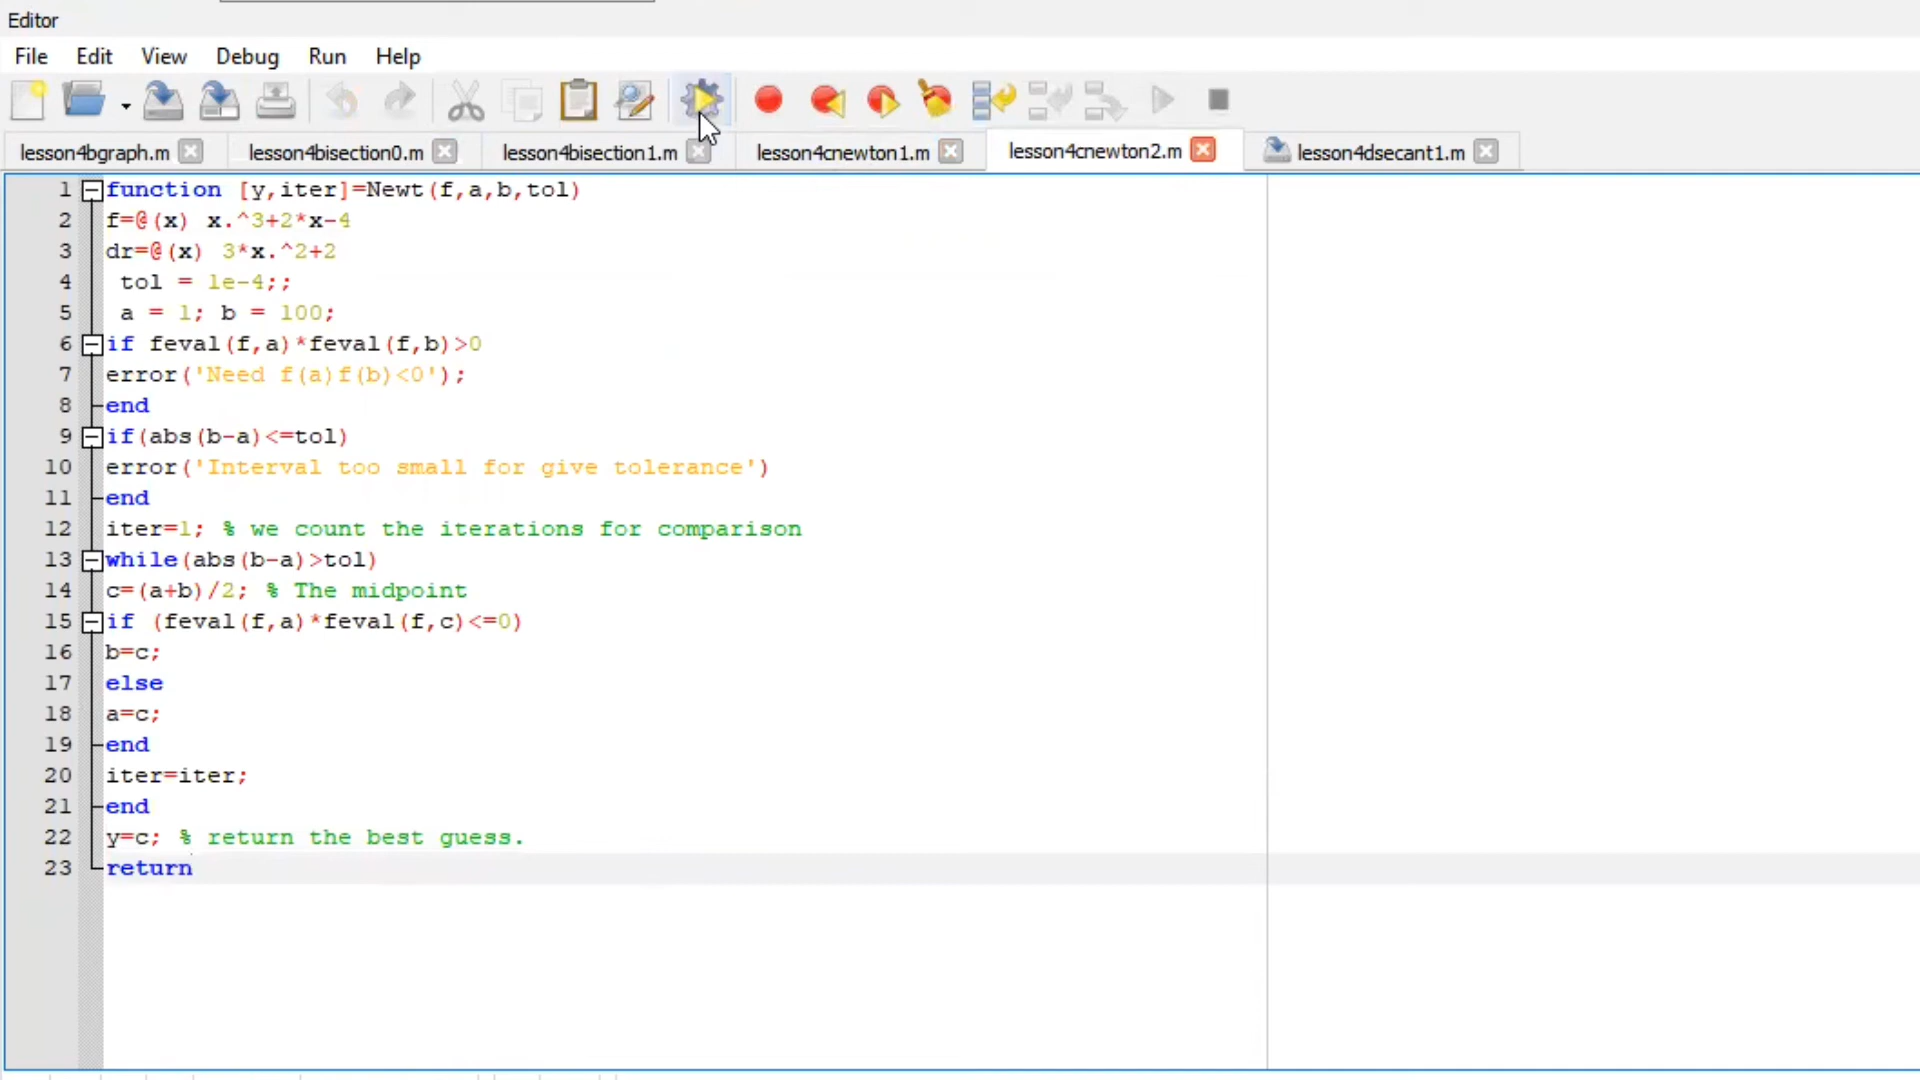 Editor
File Edit View Debug Run Help
lesson4bgraph.m lesson4bisection0.m lesson4bisection1.m lesson4cnewton1.m lesson4cnewton2.m lesson4dsecant1.m
1 function [y,iter]=Newt(f,a,b,tol)
2 f=@(x) x.^3+2*x-4
3 dr=@(x) 3*x.^2+2
4 tol = 1e-4;;
5 a = 1; b = 100;
6 if feval(f,a)*feval(f,b)>0
7 error('Need f(a)f(b)<0');
8 end
9 if(abs(b-a)<=tol)
10 error('Interval too small for give tolerance')
11 end
12 iter=1; % we count the iterations for comparison
13 while(abs(b-a)>tol)
14 c=(a+b)/2; % The midpoint
15 if (feval(f,a)*feval(f,c)<=0)
16 b=c;
17 else
18 a=c;
19 end
20 iter=iter;
21 end
22 y=c; % return the best guess.
23 return